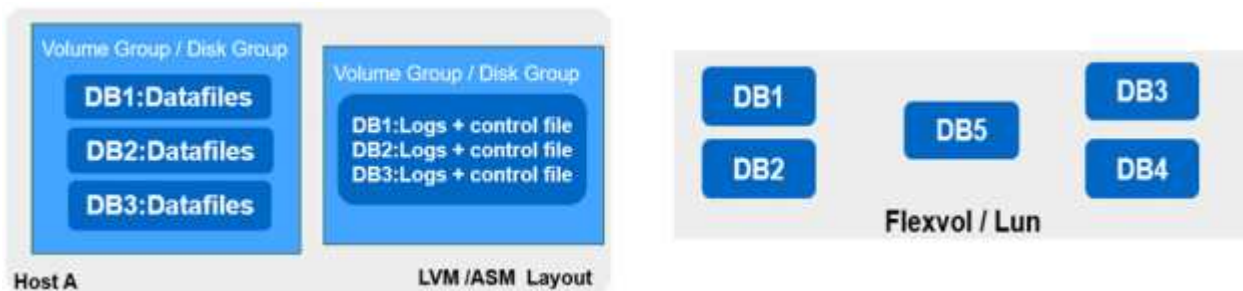 Volume Group / Disk Group
DB1:Datafiles
DB2:Datafiles
DB3:Datafiles
Volume Group / Disk Group
DB1:Logs + control file
DB2:Logs + control file
DB3:Logs + control file
Host A
LVM /ASM Layout
DB1
DB2
DB5
DB3
DB4
Flexvol / Lun